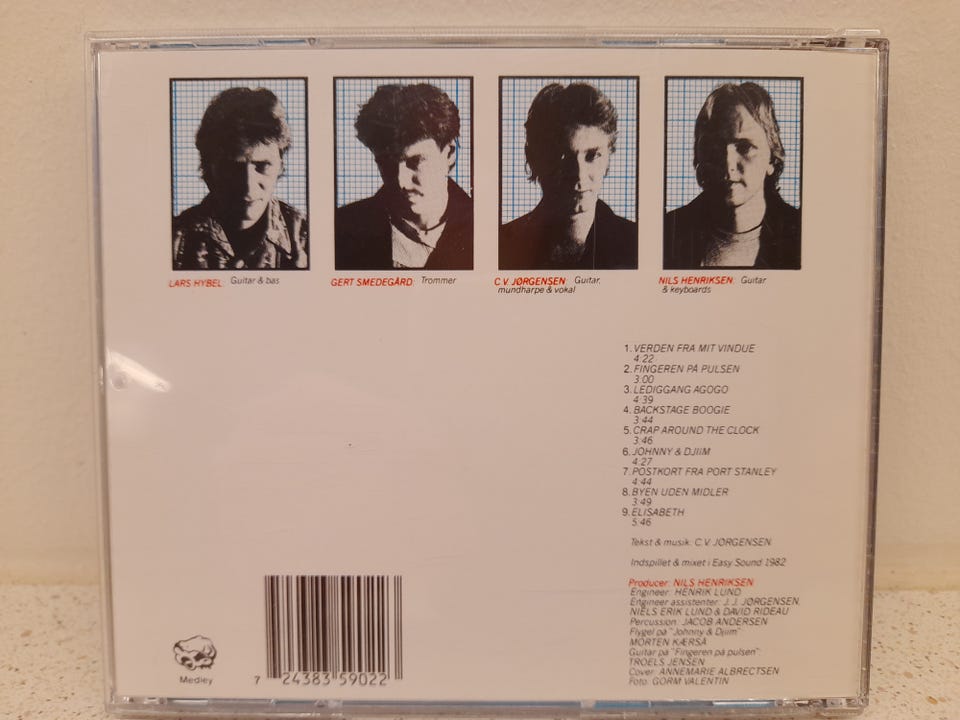 LARS HYBEL: Guitar & bas
GERT SMEDEGÅRD: Trommer
C.V. JØRGENSEN: Guitar,
mundharpe & vokal
NILS HENRIKSEN: Guitar
& keyboards
1. VERDEN FRA MIT VINDUE
4:22
2. FINGEREN PÅ PULSEN
3:00
3. LEDIGGANG AGOGO
4:39
4. BACKSTAGE BOOGIE
3:44
5. CRAP AROUND THE CLOCK
3:46
6. JOHNNY & DJIIM
4:27
7. POSTKORT FRA PORT STANLEY
4:44
8. BYEN UDEN MIDLER
3:49
9. ELISABETH
5:46
Tekst & musik: C.V. JØRGENSEN
Indspillet & mixet i Easy Sound 1982
Producer: NILS HENRIKSEN
Engineer: HENRIK LUND
Engineer assistenter: J. J. JØRGENSEN,
NIELS ERIK LUND & DAVID RIDEAU
Percussion: JACOB ANDERSEN
Flygel på "Johnny & Djiim":
MORTEN KÆRSÅ
Guitar på "Fingeren på pulsen":
TROELS JENSEN
Cover: ANNEMARIE ALBRECTSEN
Foto: GORM VALENTIN
Medley
7 24383 59022